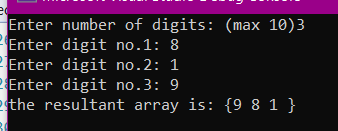 Enter number of digits: (max 10)3
Enter digit no.1: 8
Enter digit no.2: 1
Enter digit no.3: 9
the resultant array is: {9 8 1 }